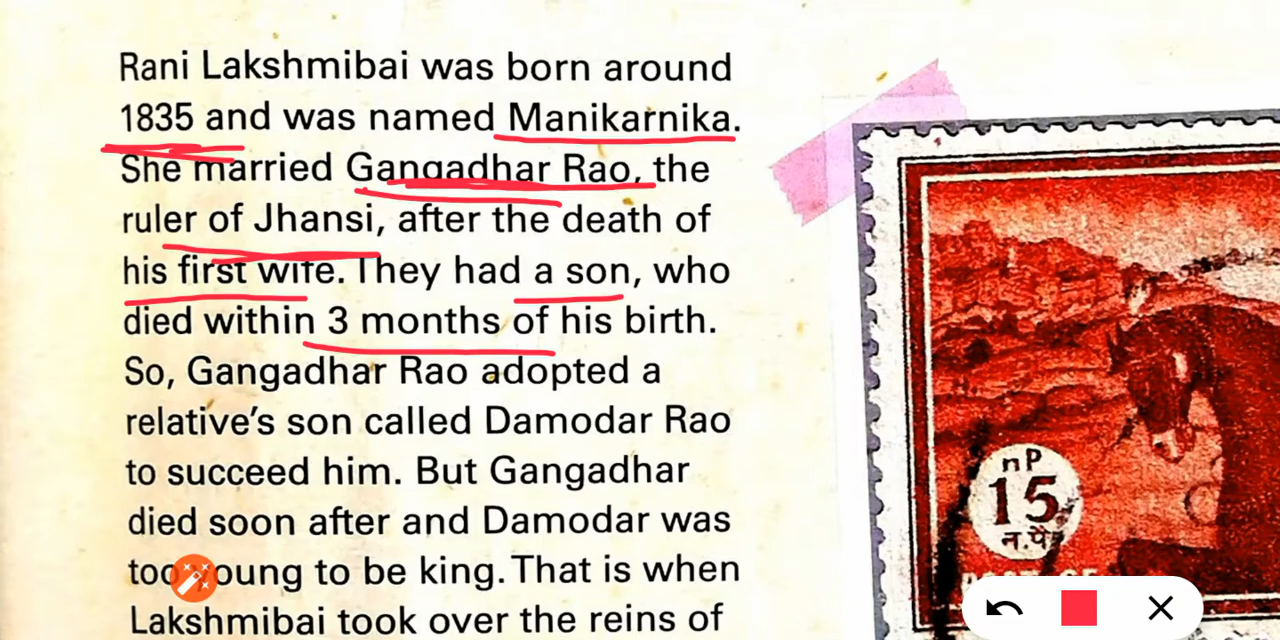 Rani Lakshmibai was born around
1835 and was named Manikarnika.
She married Gangadhar Rao, the
ruler of Jhansi, after the death of
his first wife. They had a son, who
died within 3 months of his birth.
So, Gangadhar Rao adopted a
relative's son called Damodar Rao
to succeed him. But Gangadhar
died soon after and Damodar was
too young to be king. That is when
Lakshmibai took over the reins of
nP
15
न.पै